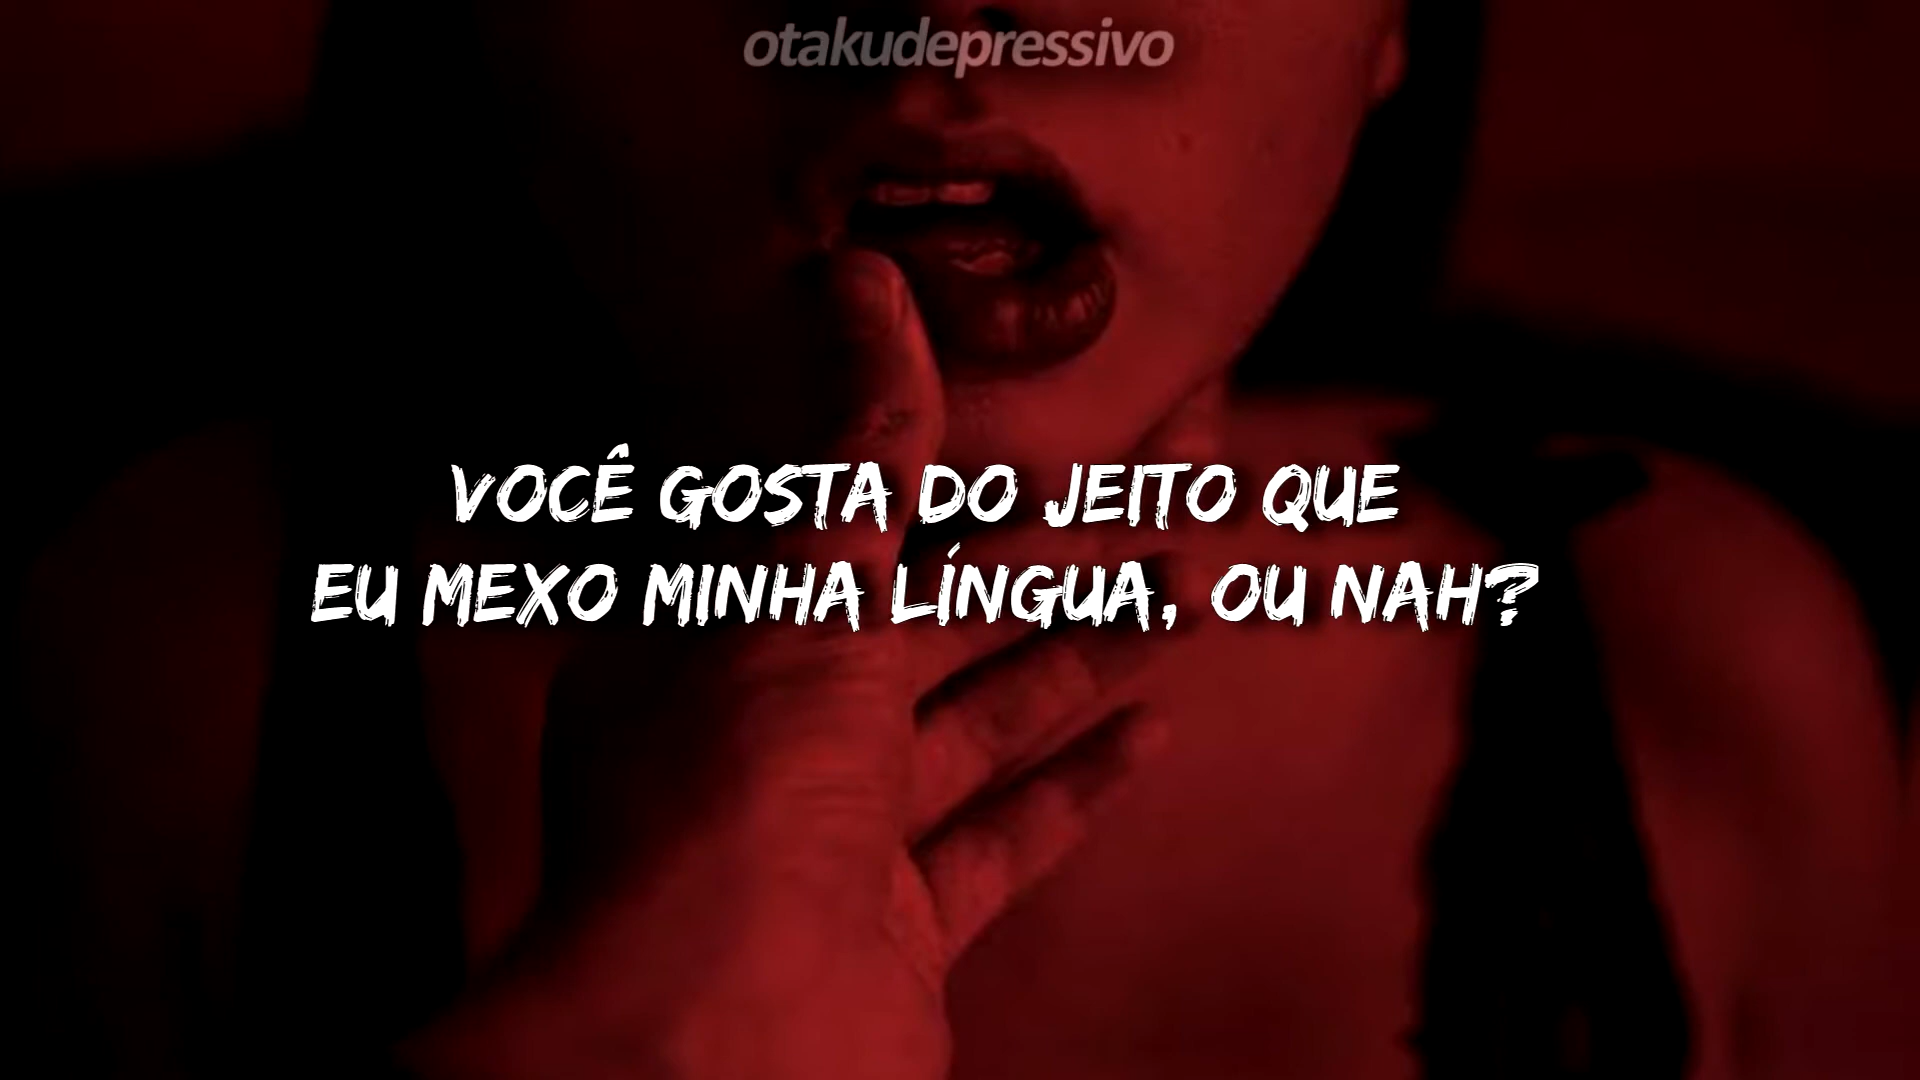 otakudepressivo
VOCÊ GOSTA DO JEITO QUE
EU MEXO MINHA LÍNGUA, OU NAH?